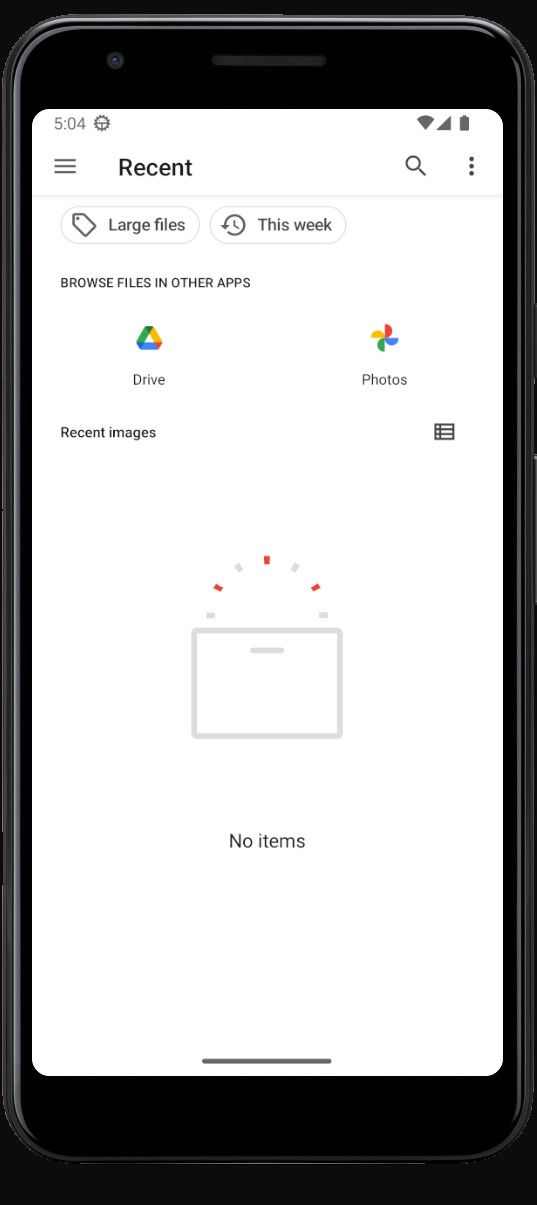 5:04
Recent
Large files
This week
BROWSE FILES IN OTHER APPS
Drive
Photos
Recent images
No items